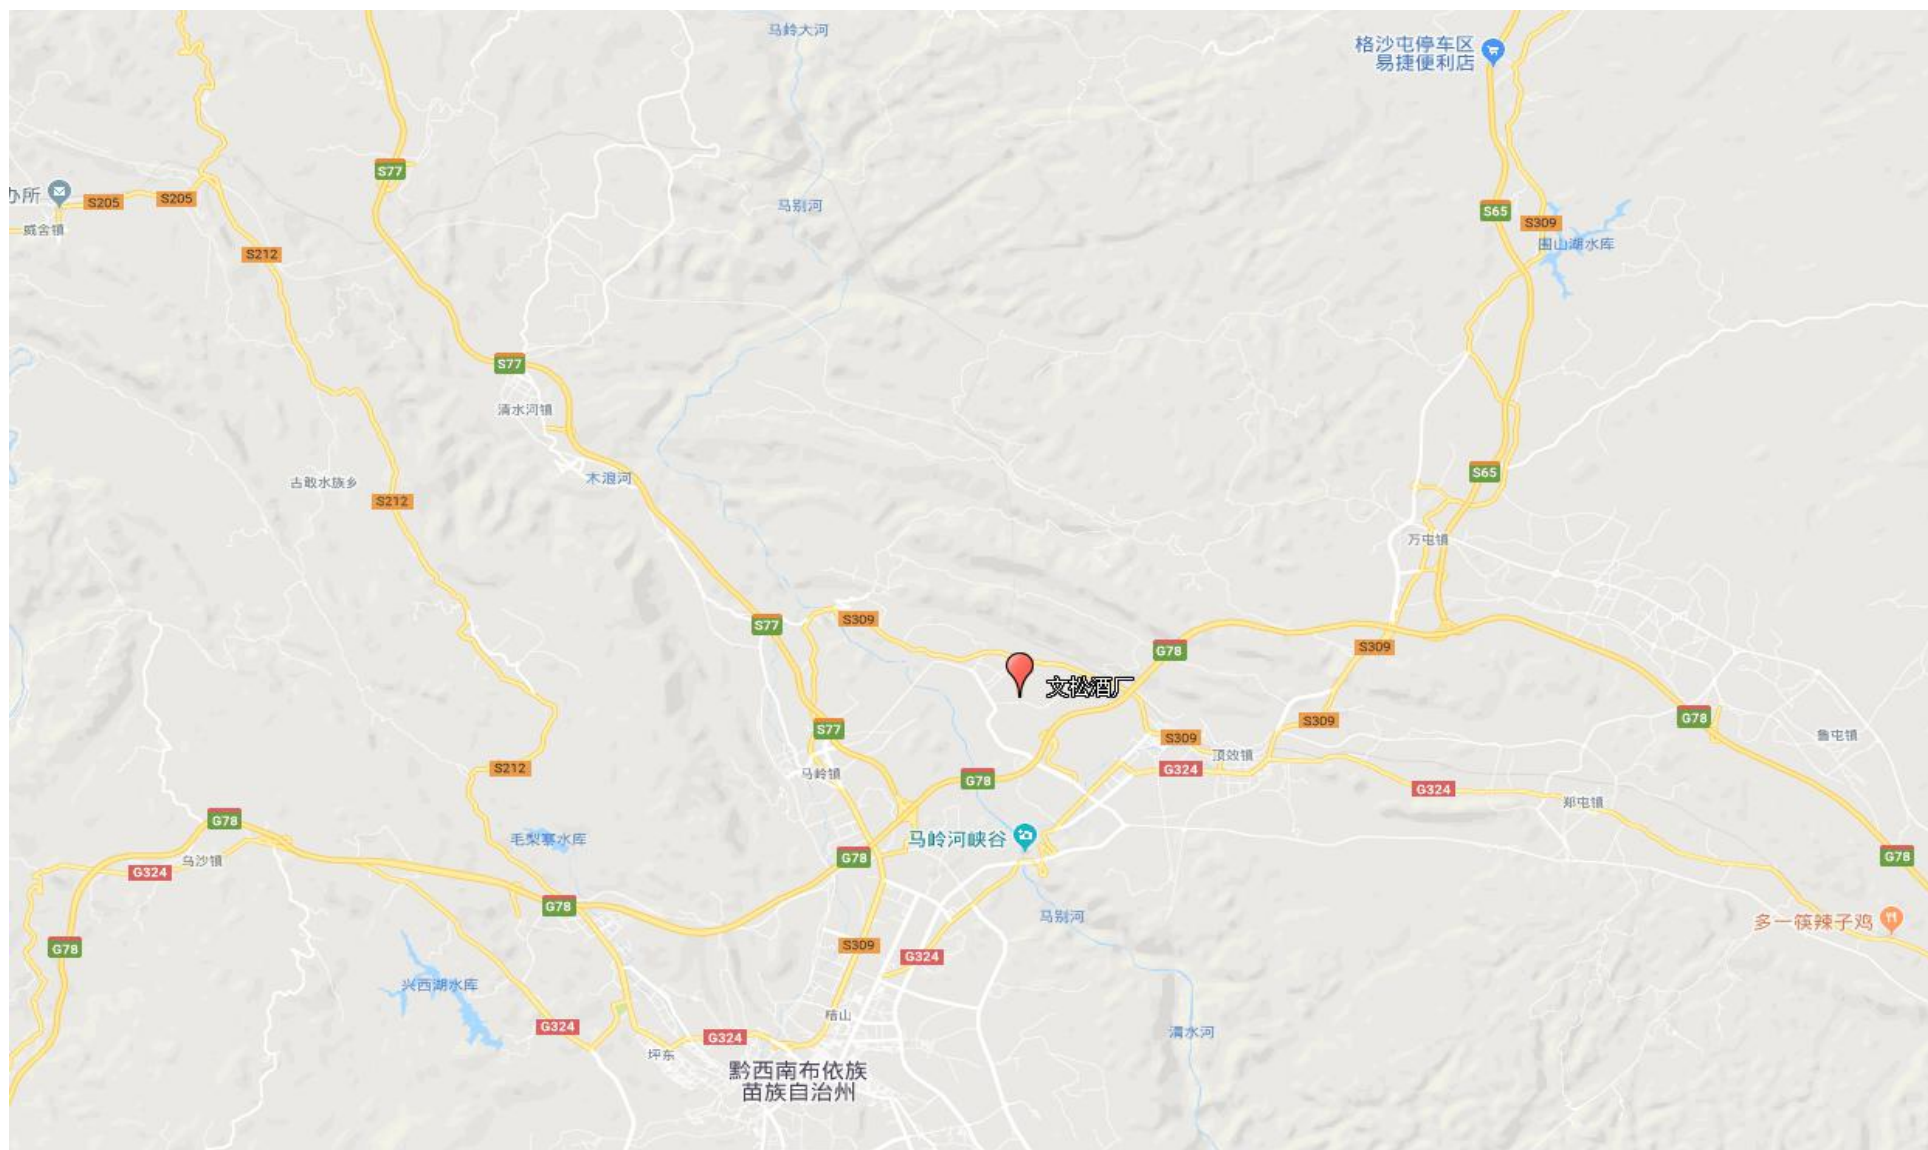 马岭大河
格沙屯停车区
易捷便利店
S77
办所
S205
S205
马别河
S65
S309
威舍镇
S212
围山湖水库
S77
清水河镇
古敢水族乡
木浪河
S65
S212
万屯镇
S77
S309
G78
S309
文松酒厂
G78
S309
S77
S309
顶效镇
鲁屯镇
马岭镇
S212
G78
G324
G324
郑屯镇
G78
毛梨寨水库
马岭河峡谷
乌沙镇
G78
G78
G324
G78
马别河
多一筷辣子鸡
G78
S309
G324
兴西湖水库
桔山
G324
G324
清水河
坪东
黔西南布依族
苗族自治州